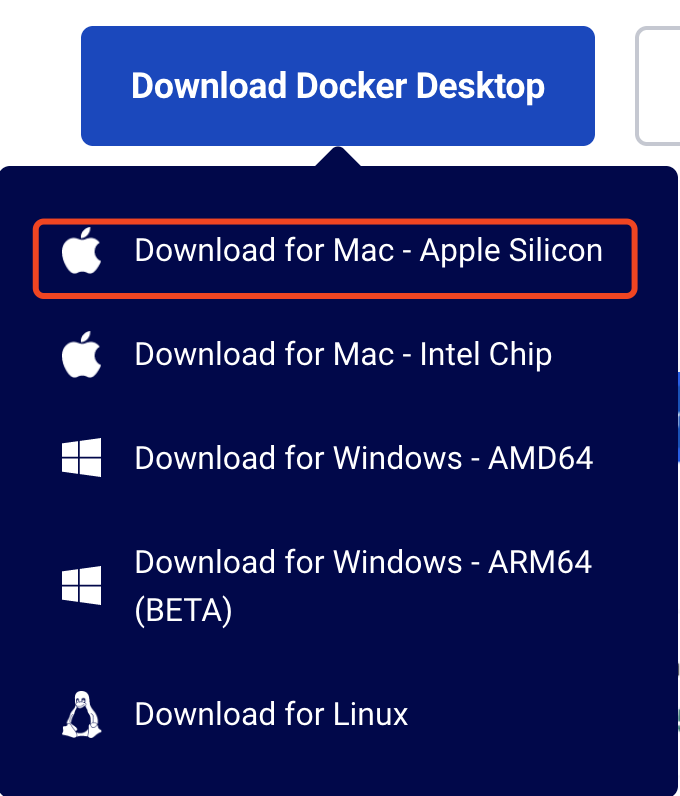 Download Docker Desktop
Download for Mac - Apple Silicon
Download for Mac - Intel Chip
Download for Windows - AMD64
Download for Windows - ARM64
(BETA)
Download for Linux